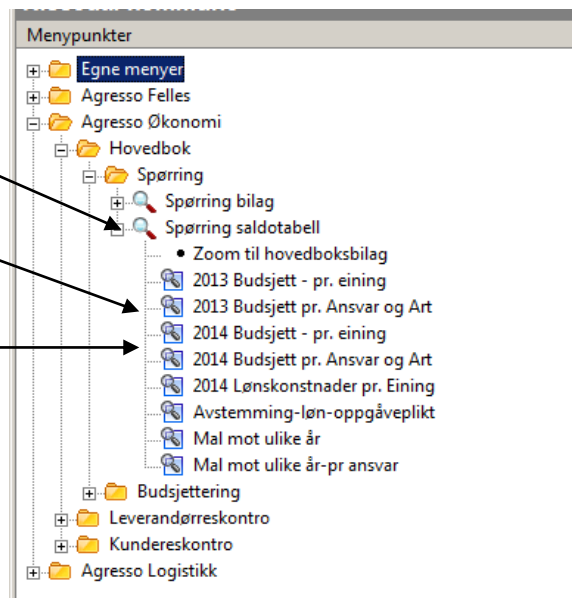 Menypunkter
Egne menyer
Agresso Felles
Agresso Økonomi
Hovedbok
Spørring
Spørring bilag
Spørring saldotabell
Zoom til hovedboksbilag
2013 Budsjett - pr. eining
2013 Budsjett pr. Ansvar og Art
2014 Budsjett - pr. eining
2014 Budsjett pr. Ansvar og Art
2014 Lønskonstnader pr. Eining
Avstemming-løn-oppgåveplikt
Mal mot ulike år
Mal mot ulike år-pr ansvar
Budsjettering
Leverandørreskontro
Kundereskontro
Agresso Logistikk